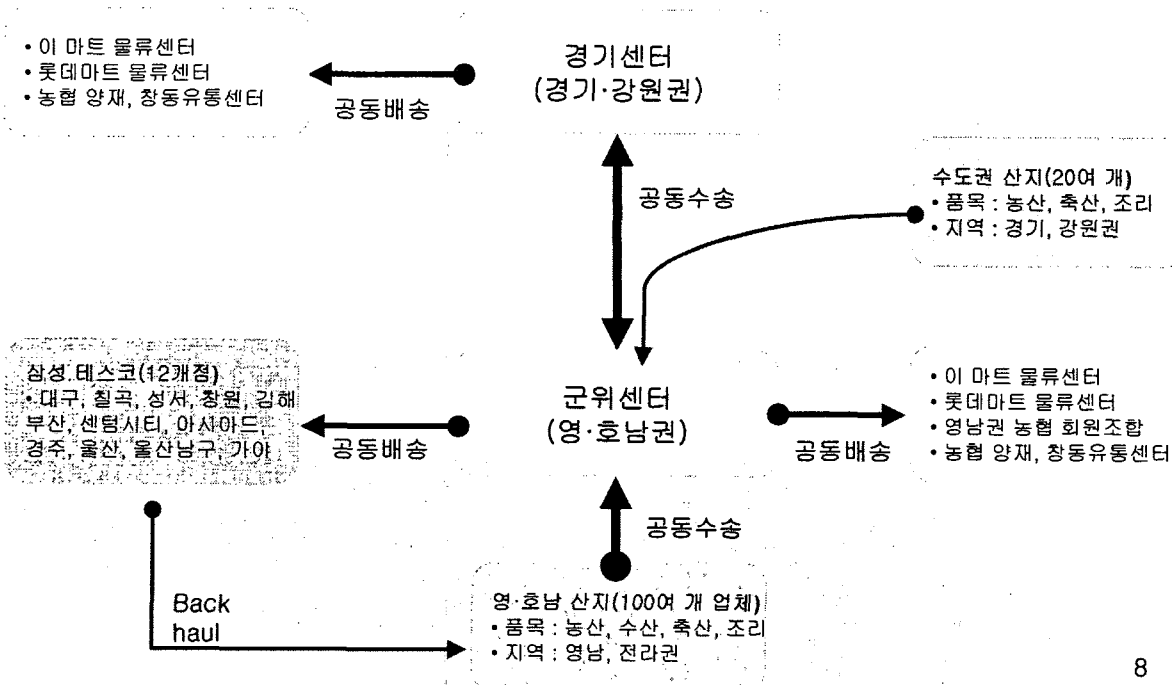 • 이 마트 물류센터
• 롯데마트 물류센터
• 농협 양재, 창동유통센터
공동배송
경기센터
(경기·강원권)
공동수송
수도권 산지(20여 개)
• 품목 : 농산, 축산, 조리
• 지역 : 경기, 강원권
삼성 테스코(12개점)
• 대구, 칠곡, 성서, 창원, 김해
부산, 센텀시티, 아시아드,
경주, 울산, 울산남구, 가야
공동배송
군위센터
(영·호남권)
공동배송
• 이 마트 물류센터
• 롯데마트 물류센터
• 영남권 농협 회원조합
• 농협 양재, 창동유통센터
공동수송
Back
haul
영·호남 산지(100여 개 업체)
• 품목 : 농산, 수산, 축산, 조리
• 지역 : 영남, 전라권
8